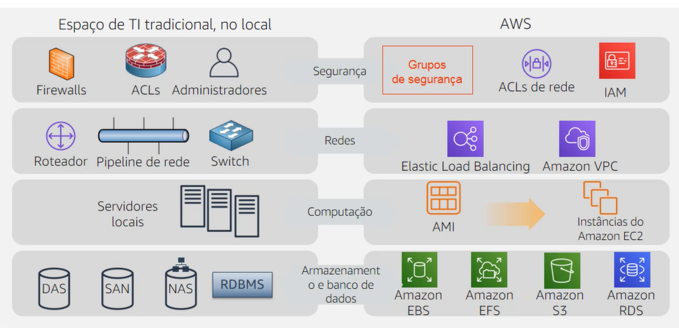 Espaço de TI tradicional, no local
AWS
Firewalls
ACLs
Administradores
Segurança
Grupos
de segurança
ACLs de rede
IAM
Roteador
Pipeline de rede
Switch
Redes
Elastic Load Balancing
Amazon VPC
Servidores
locais
Computação
AMI
Instâncias do
Amazon EC2
DAS
SAN
NAS
RDBMS
Armazenament
o e banco de
dados
Amazon
EBS
Amazon
EFS
Amazon
S3
Amazon
RDS